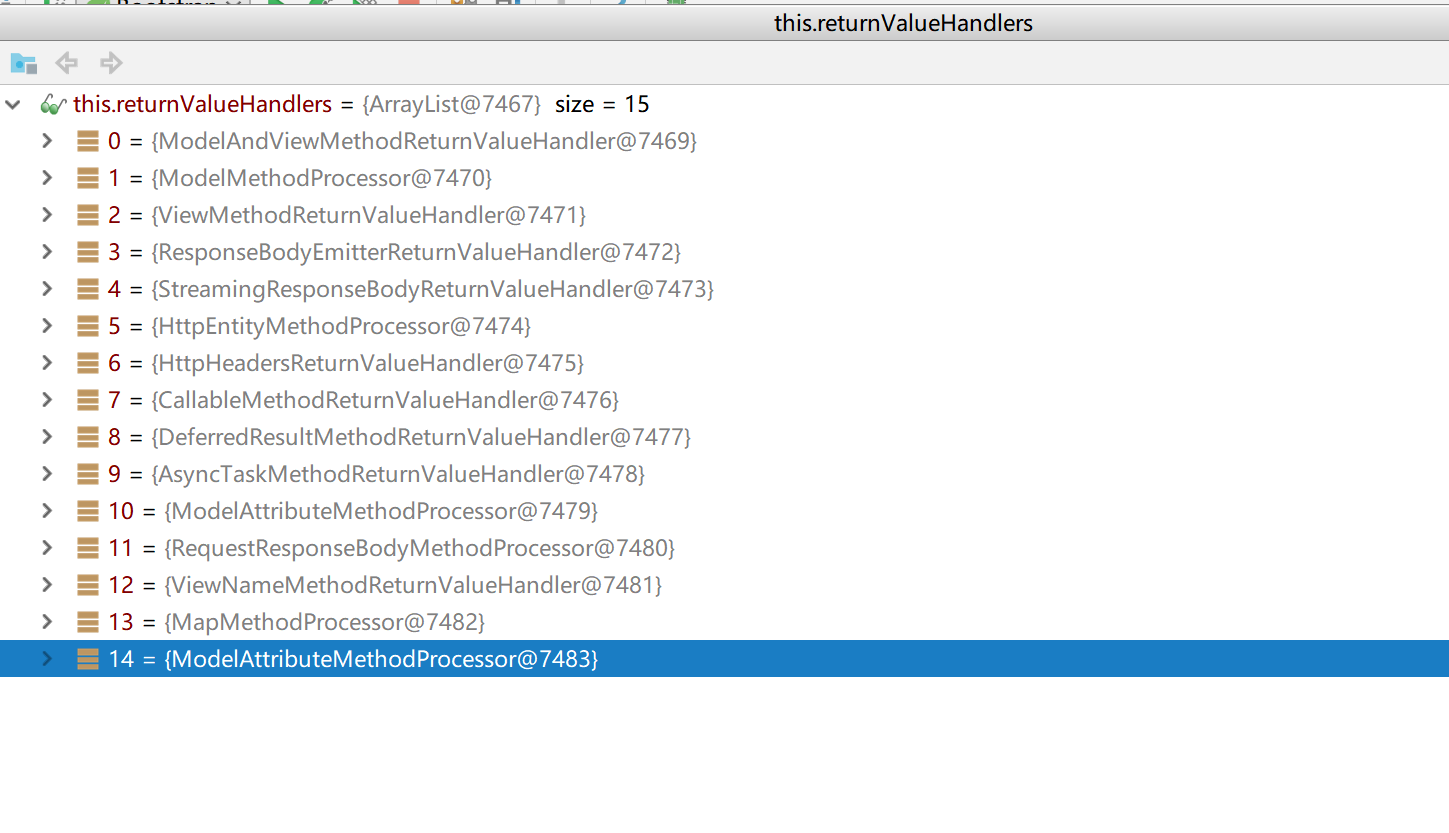 Bootstrap
this.returnValueHandlers
this.returnValueHandlers = {ArrayList@7467} size = 15
0 = {ModelAndViewMethodReturnValueHandler@7469}
1 = {ModelMethodProcessor@7470}
2 = {ViewMethodReturnValueHandler@7471}
3 = {ResponseBodyEmitterReturnValueHandler@7472}
4 = {StreamingResponseBodyReturnValueHandler@7473}
5 = {HttpEntityMethodProcessor@7474}
6 = {HttpHeadersReturnValueHandler@7475}
7 = {CallableMethodReturnValueHandler@7476}
8 = {DeferredResultMethodReturnValueHandler@7477}
9 = {AsyncTaskMethodReturnValueHandler@7478}
10 = {ModelAttributeMethodProcessor@7479}
11 = {RequestResponseBodyMethodProcessor@7480}
12 = {ViewNameMethodReturnValueHandler@7481}
13 = {MapMethodProcessor@7482}
14 = {ModelAttributeMethodProcessor@7483}